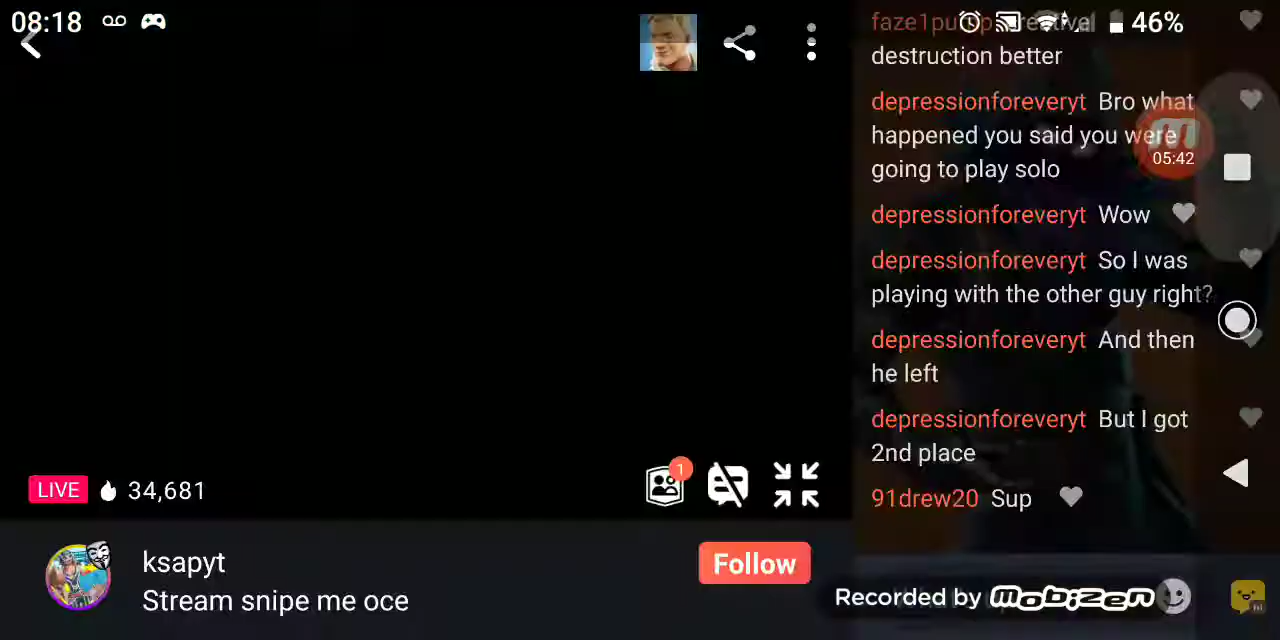 08:18
46%
faze1pump creative
destruction better
depressionforeveryt Bro what
happened you said you were
going to play solo
05:42
depressionforeveryt Wow
depressionforeveryt So I was
playing with the other guy right?
depressionforeveryt And then
he left
depressionforeveryt But I got
2nd place
91drew20 Sup
1
LIVE 34,681
ksapyt
Stream snipe me oce
Follow
Recorded by mobizen